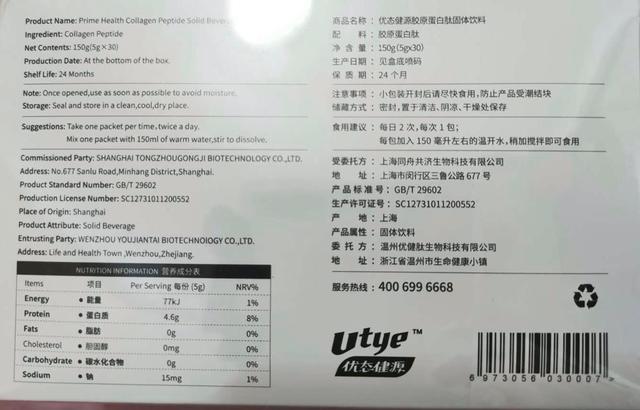 Product Name: Prime Health Collagen Peptide Solid
Ingredient: Collagen Peptide
Net Contents: 150g(5g×30)
Production Date: At the bottom of the box.
Shelf Life: 24 Months
Note: Once opened,use as soon as possible to avoid moisture.
Storage: Seal and store in a clean,cool,dry place.
Suggestions: Take one packet per time,twice a day.
Mix one packet with 150ml of warm water,stir to dissolve.
Commissioned Party: SHANGHAI TONGZHOUGONGJI BIOTECHNOLOGY CO.,LTD.
Address: No.677 Sanlu Road,Minhang District,Shanghai.
Product Standard Number: GB/T 29602
Production License Number: SC12731011200552
Place of Origin: Shanghai
Product Attribute: Solid Beverage
Entrusting Party: WENZHOU YOUJIANTAI BIOTECHNOLOGY CO.,LTD.
Address: Life and Health Town ,Wenzhou,Zhejiang.
NUTRITION INFORMATION 营养成分表
Items 项目 Per Serving 每份 (5g) NRV%
Energy • 能量 77kJ 1%
Protein • 蛋白质 4.6g 8%
Fats • 脂肪 0g 0%
Cholesterol • 胆固醇 0mg 0%
Carbohydrate • 碳水化合物 0g 0%
Sodium • 钠 15mg 1%
商品名称：优态健源胶原蛋白肽固体饮料
配 料：胶原蛋白肽
净 含 量：150g(5gx30)
生产日期：见盒底喷码
保 质 期：24 个月
注意事项：小包装开封后请尽快食用,防止产品受潮结块
储藏方式：密封,置于清洁、阴凉、干燥处保存
食用建议：每日 2 次,每次 1 包；
每包加入 150 毫升左右的温开水,稍加搅拌即可食用
受委托方：上海同舟共济生物科技有限公司
地 址：上海市闵行区三鲁公路 677 号
产品标准号：GB/T 29602
生产许可证号：SC12731011200552
产 地：上海
产品属性：固体饮料
委 托 方：温州优健肽生物科技有限公司
地 址：浙江省温州市生命健康小镇
服务热线：400 699 6668
Utye™
优态健源
6 973056 030007